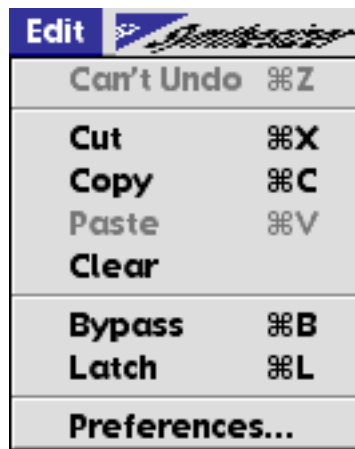 Edit
Can't Undo ⌘Z
Cut ⌘X
Copy ⌘C
Paste ⌘V
Clear
Bypass ⌘B
Latch ⌘L
Preferences...